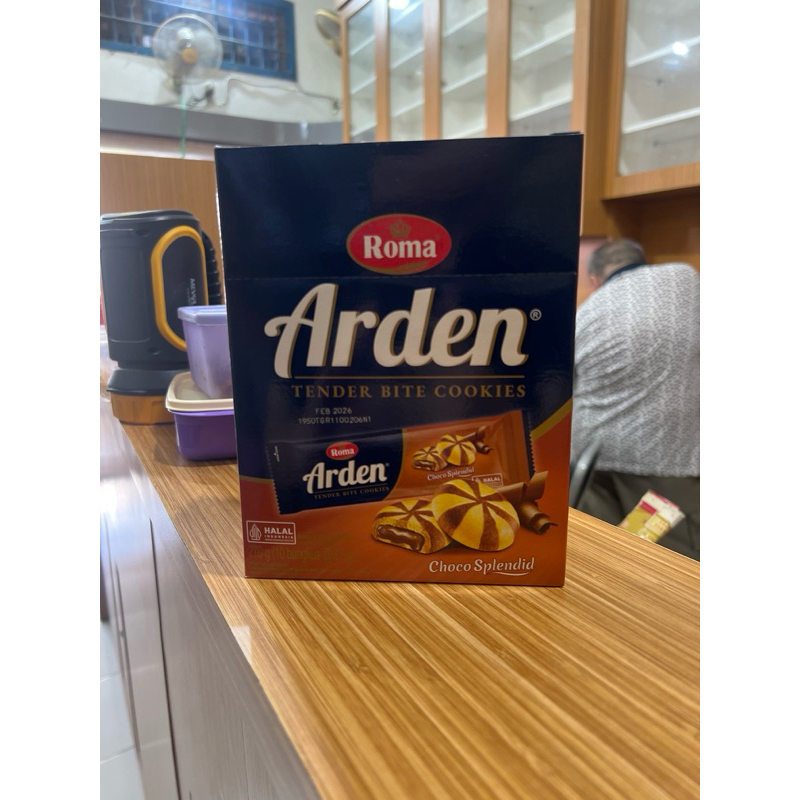 Roma
Arden®
TENDER BITE COOKIES
FEB 2026
Roma
Arden
TENDER BITE COOKIES
Choco Splendid
HALAL
HALAL
INDONESIA
Choco Splendid